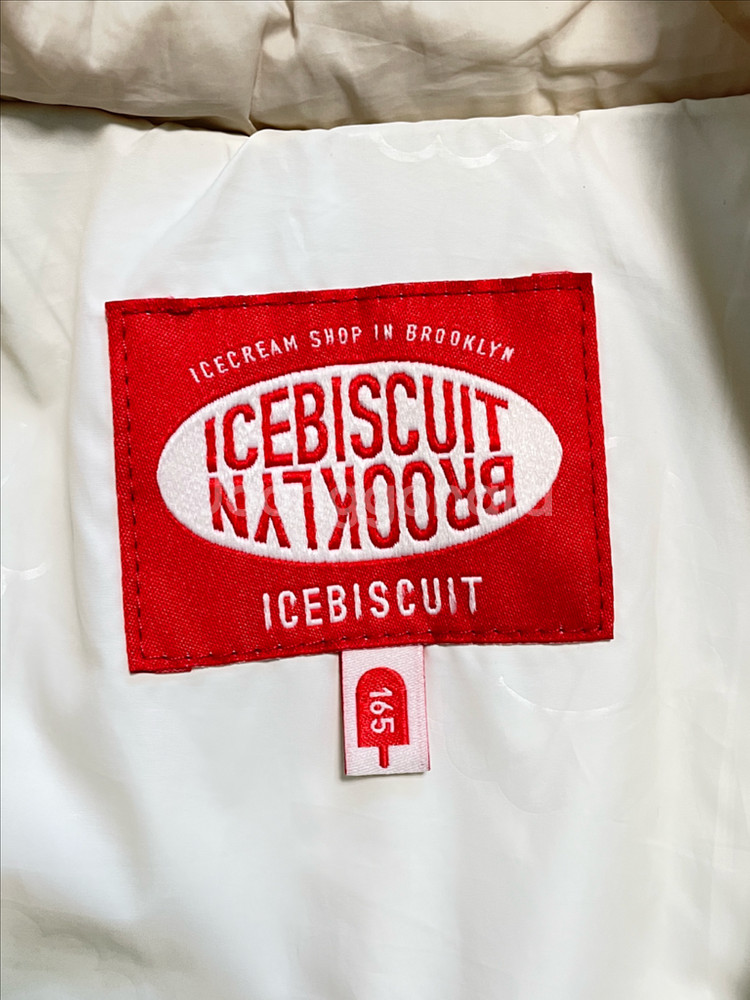 ICECREAM SHOP IN BROOKLYN
ICEBISCUIT
BROOKLYN
ICEBISCUIT
165